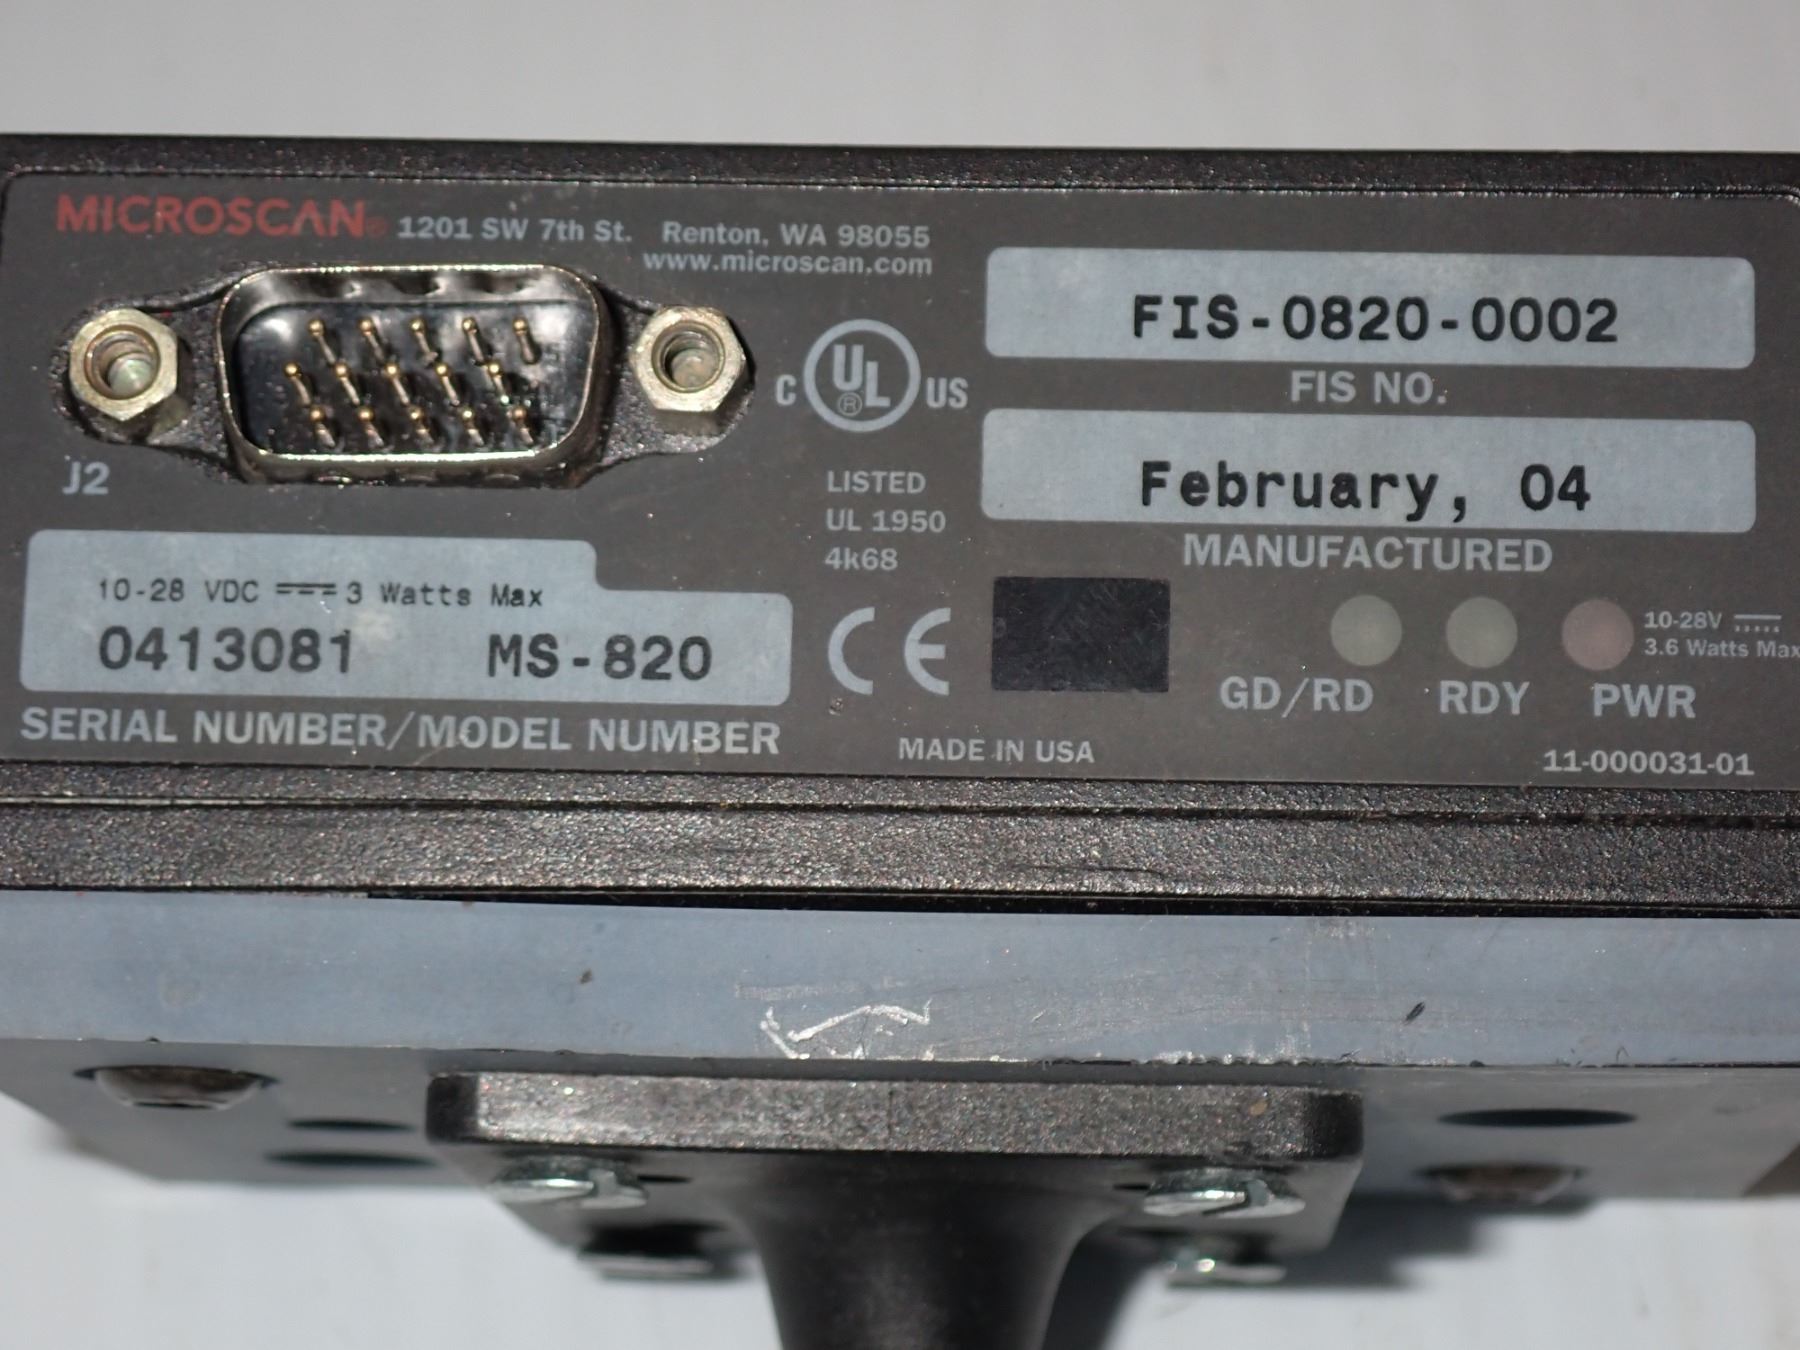 MICROSCAN® 1201 SW 7th St. Renton, WA 98055
www.microscan.com
J2
C UL® US
LISTED
UL 1950
4k68
FIS-0820-0002
FIS NO.
February, 04
MANUFACTURED
10-28 VDC 3 Watts Max
0413081 MS-820
SERIAL NUMBER/MODEL NUMBER
CE
MADE IN USA
GD/RD RDY PWR
10-28V
3.6 Watts Max
11-000031-01